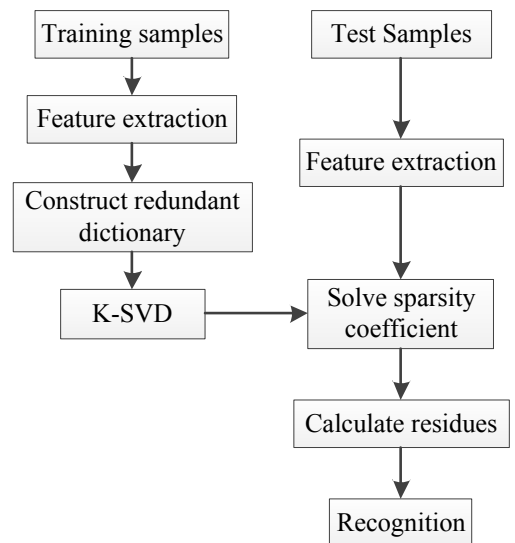 Training samples
Test Samples
Feature extraction
Feature extraction
Construct redundant
dictionary
K-SVD
Solve sparsity
coefficient
Calculate residues
Recognition